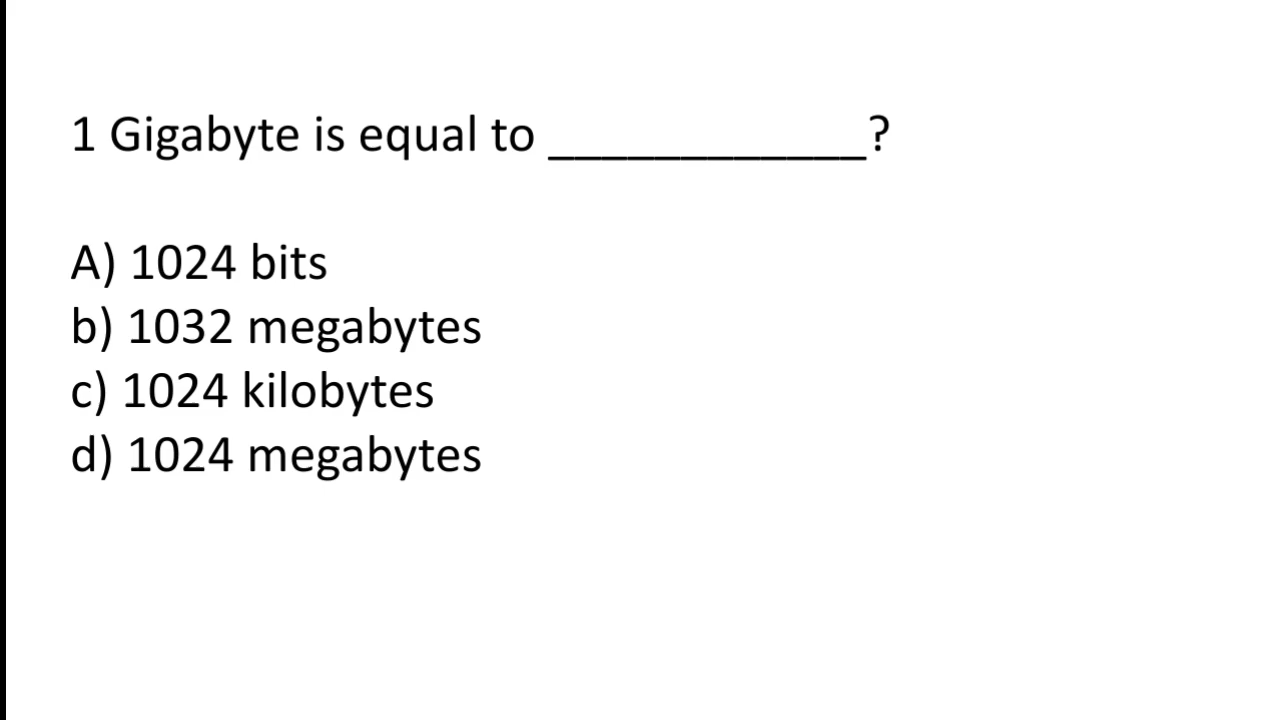 1 Gigabyte is equal to ____________?
A) 1024 bits
b) 1032 megabytes
c) 1024 kilobytes
d) 1024 megabytes